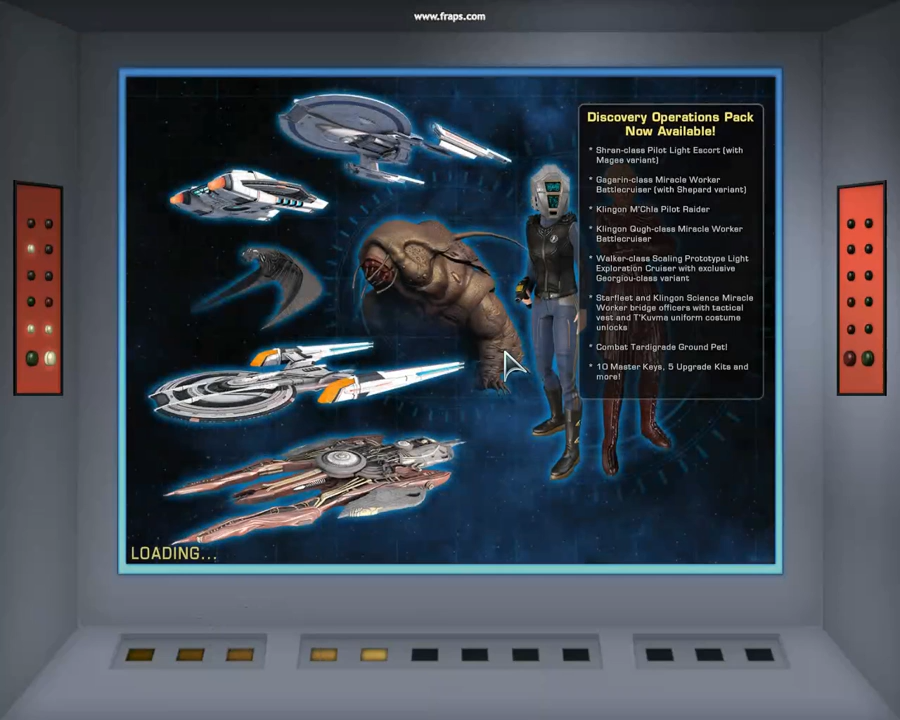 www.fraps.com
Discovery Operations Pack
Now Available!
* Shran-class Pilot Light Escort (with
Magee variant)
* Gagarin-class Miracle Worker
Battlecruiser (with Shepard variant)
* Klingon M'Chla Pilot Raider
* Klingon Qugh-class Miracle Worker
Battlecruiser
* Walker-class Scaling Prototype Light
Exploration Cruiser with exclusive
Georgiou-class variant
* Starfleet and Klingon Science Miracle
Worker bridge officers with tactical
vest and T'Kuvma uniform costume
unlocks
* Combat Tardigrade Ground Pet!
* 10 Master Keys, 5 Upgrade Kits and
more!
LOADING...